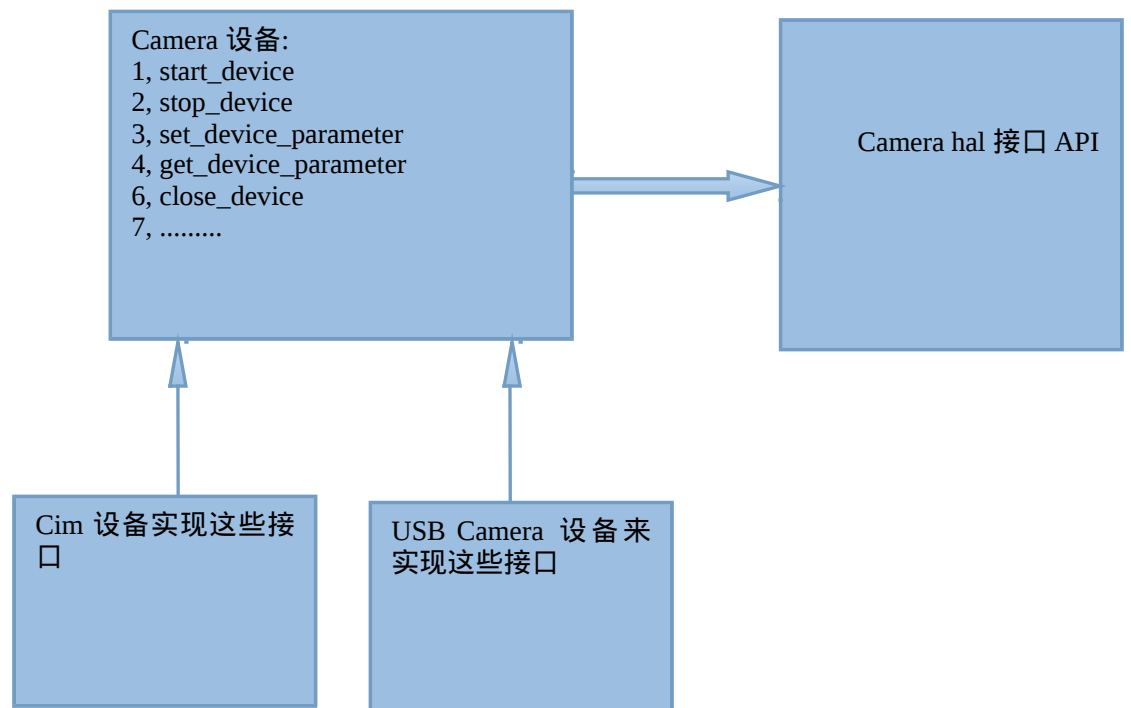 Camera 设备:
1, start_device
2, stop_device
3, set_device_parameter
4, get_device_parameter
6, close_device
7, .........
Camera hal 接口 API
Cim 设备实现这些接
口
USB Camera 设备来
实现这些接口